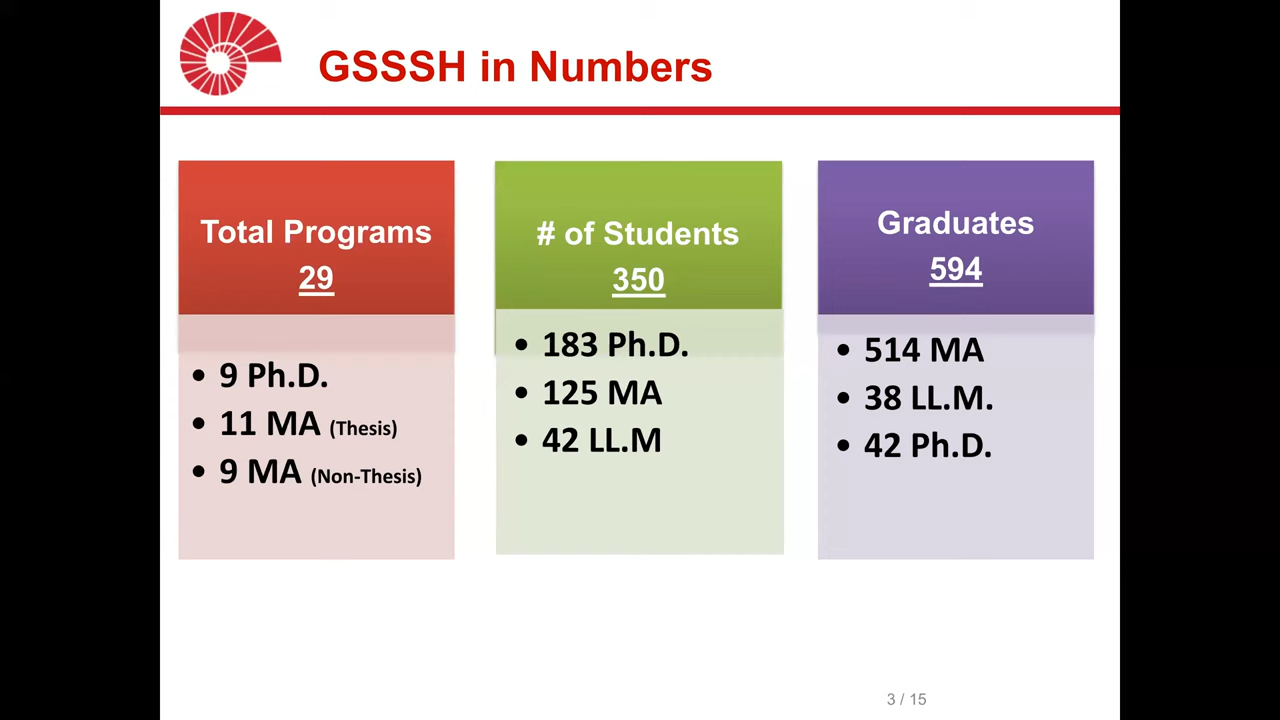 GSSSH in Numbers
Total Programs
29
• 9 Ph.D.
• 11 MA (Thesis)
• 9 MA (Non-Thesis)
# of Students
350
• 183 Ph.D.
• 125 MA
• 42 LL.M
Graduates
594
• 514 MA
• 38 LL.M.
• 42 Ph.D.
3 / 15